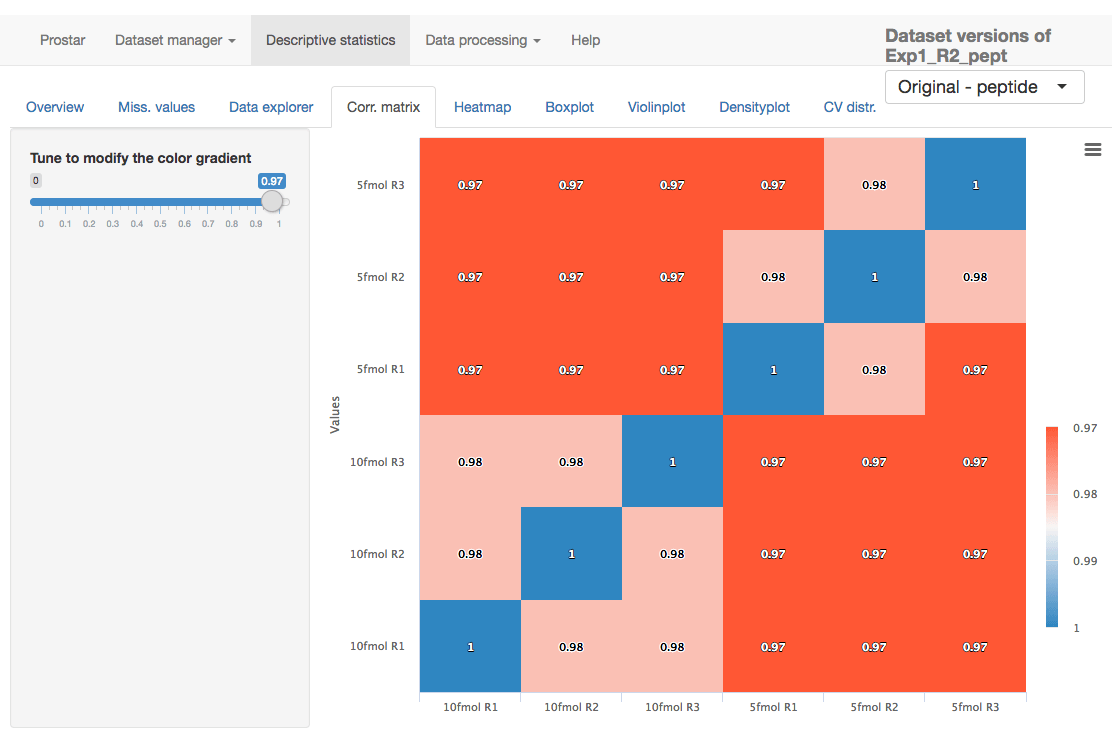 Prostar Dataset manager Descriptive statistics Data processing Help
Dataset versions of
Exp1_R2_pept
Original - peptide
Overview Miss. values Data explorer Corr. matrix Heatmap Boxplot Violinplot Densityplot CV distr.
Tune to modify the color gradient
0 0.97
0 0.1 0.2 0.3 0.4 0.5 0.6 0.7 0.8 0.9 1
Values
5fmol R3 0.97 0.97 0.97 0.97 0.98 1
5fmol R2 0.97 0.97 0.97 0.98 1 0.98
5fmol R1 0.97 0.97 0.97 1 0.98 0.97
10fmol R3 0.98 0.98 1 0.97 0.97 0.97
10fmol R2 0.98 1 0.98 0.97 0.97 0.97
10fmol R1 1 0.98 0.98 0.97 0.97 0.97
10fmol R1 10fmol R2 10fmol R3 5fmol R1 5fmol R2 5fmol R3
0.97
0.98
0.99
1